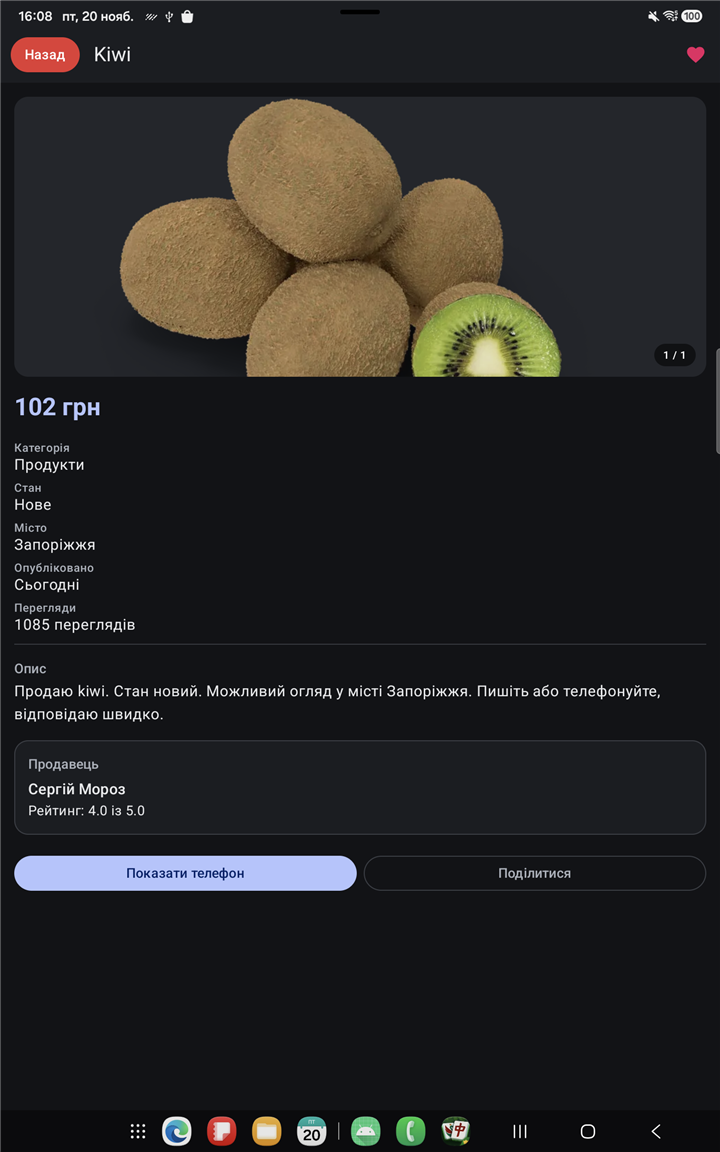 16:08 пт, 20 нояб.
100
Назад Kiwi
1 / 1
102 грн
Категорія
Продукти
Стан
Нове
Місто
Запоріжжя
Опубліковано
Сьогодні
Перегляди
1085 переглядів
Опис
Продаю kiwi. Стан новий. Можливий огляд у місті Запоріжжя. Пишіть або телефонуйте,
відповідаю швидко.
Продавець
Сергій Мороз
Рейтинг: 4.0 із 5.0
Показати телефон
Поділитися
ПТ
20
中